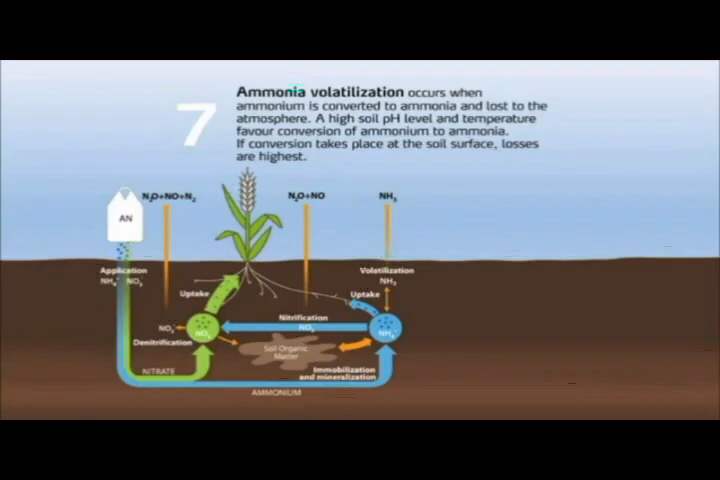 7
Ammonia volatilization occurs when
ammonium is converted to ammonia and lost to the
atmosphere. A high soil pH level and temperature
favour conversion of ammonium to ammonia.
If conversion takes place at the soil surface, losses
are highest.
N₂O+NO+N₂
N₂O+NO
NH₃
AN
Application
NH₄⁺ NO₃⁻
Volatilization
NH₃
Uptake
Uptake
Nitrification
NO₂⁻
NO₂⁻
NO₃⁻
NH₄⁺
Denitrification
Soil Organic
Matter
Immobilization
and mineralization
NITRATE
AMMONIUM